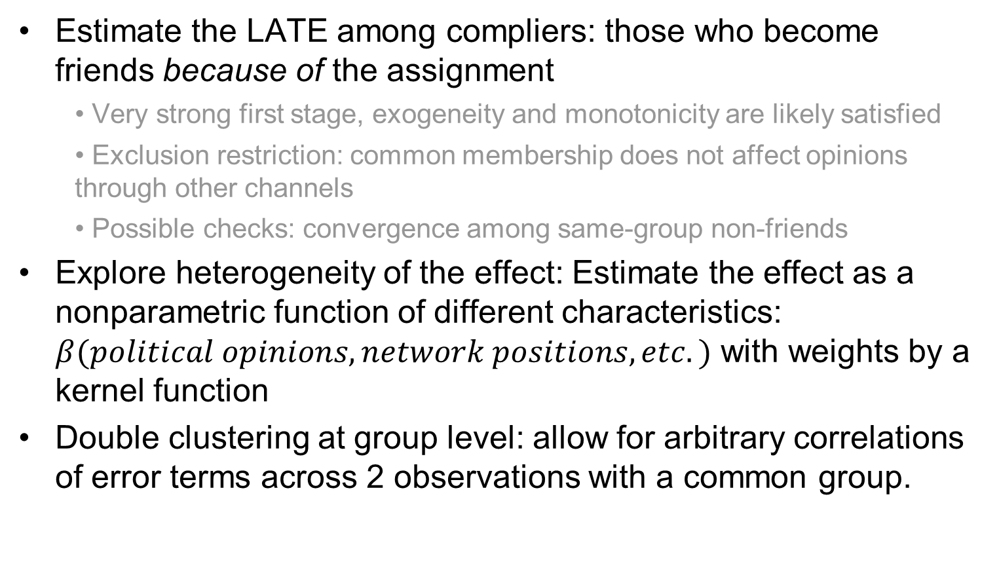 • Estimate the LATE among compliers: those who become
friends because of the assignment
• Very strong first stage, exogeneity and monotonicity are likely satisfied
• Exclusion restriction: common membership does not affect opinions
through other channels
• Possible checks: convergence among same-group non-friends
• Explore heterogeneity of the effect: Estimate the effect as a
nonparametric function of different characteristics:
β(political opinions, network positions, etc. ) with weights by a
kernel function
• Double clustering at group level: allow for arbitrary correlations
of error terms across 2 observations with a common group.